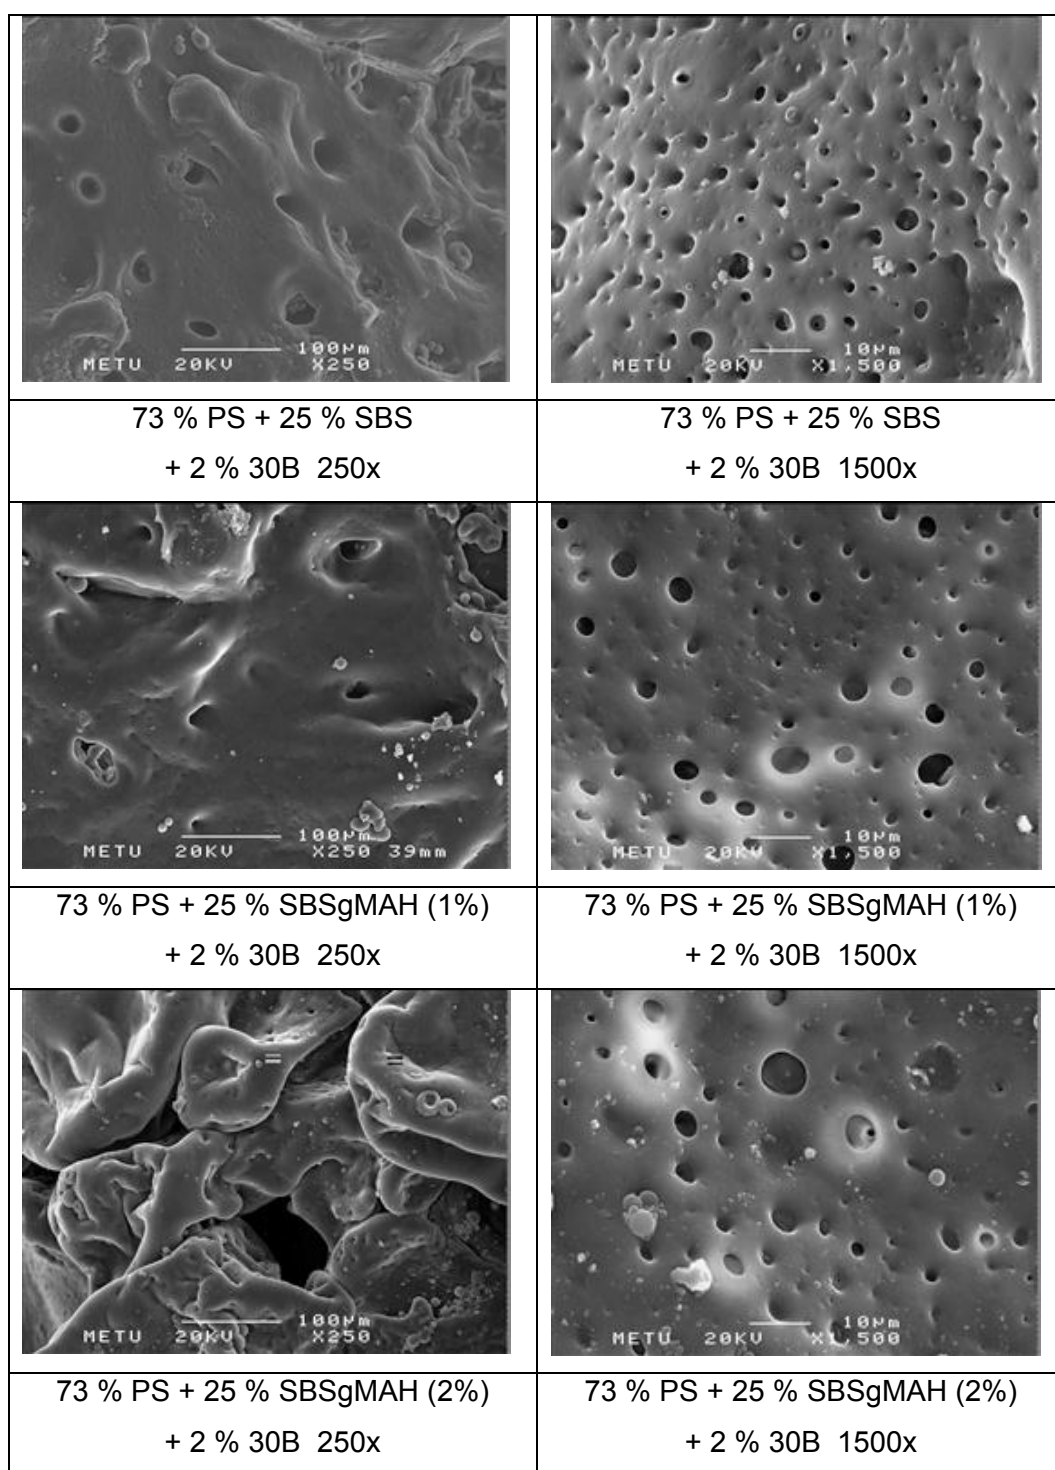 100μm
METU 20KV X250
10μm
METU 20KV X1,500
73 % PS + 25 % SBS
+ 2 % 30B 250x
73 % PS + 25 % SBS
+ 2 % 30B 1500x
100μm
METU 20KV X250 39mm
10μm
METU 20KV X1,500
73 % PS + 25 % SBSgMAH (1%)
+ 2 % 30B 250x
73 % PS + 25 % SBSgMAH (1%)
+ 2 % 30B 1500x
100μm
METU 20KV X250
10μm
METU 20KV X1,500
73 % PS + 25 % SBSgMAH (2%)
+ 2 % 30B 250x
73 % PS + 25 % SBSgMAH (2%)
+ 2 % 30B 1500x